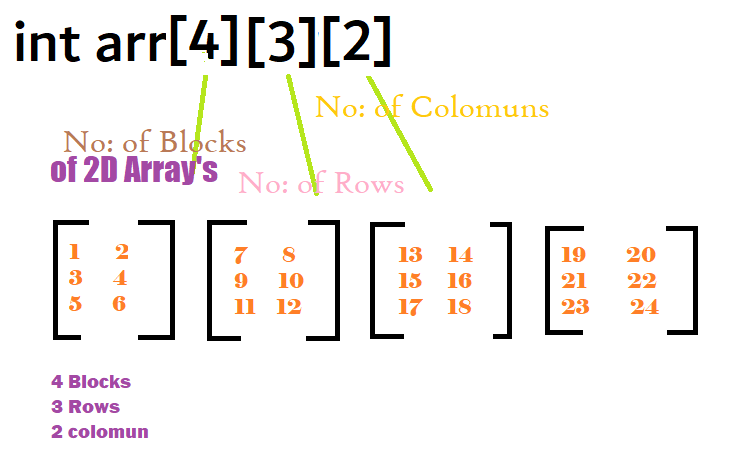 int arr[4][3][2]
No: of Colomuns
No: of Blocks
of 2D Array's
No: of Rows
1 2
3 4
5 6
7 8
9 10
11 12
13 14
15 16
17 18
19 20
21 22
23 24
4 Blocks
3 Rows
2 colomun